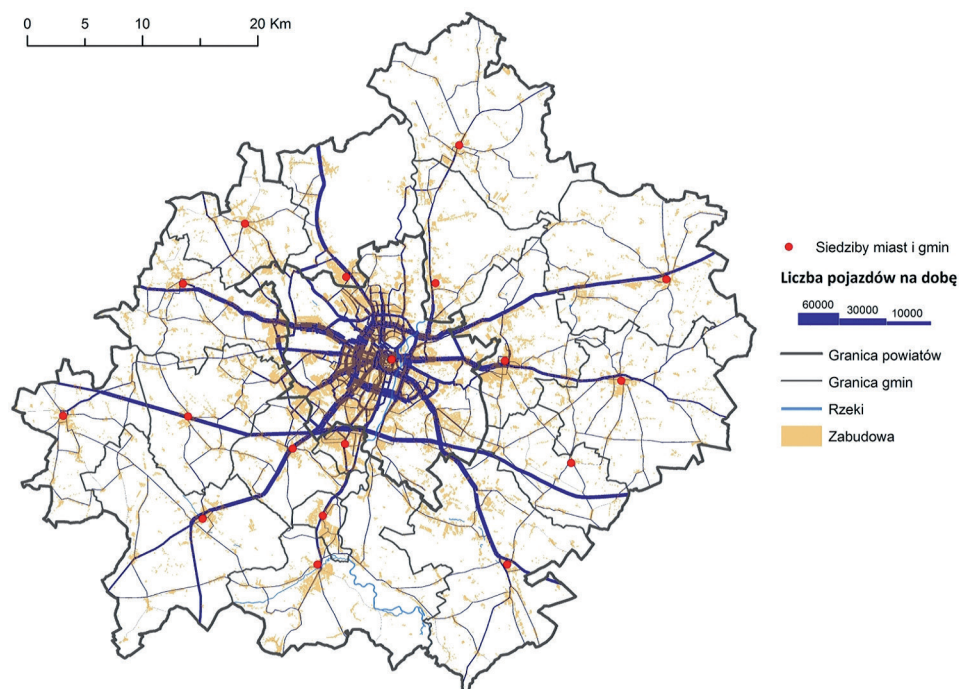 0 5 10 20 Km
Siedziby miast i gmin
Liczba pojazdów na dobę
60000 30000 10000
Granica powiatów
Granica gmin
Rzeki
Zabudowa